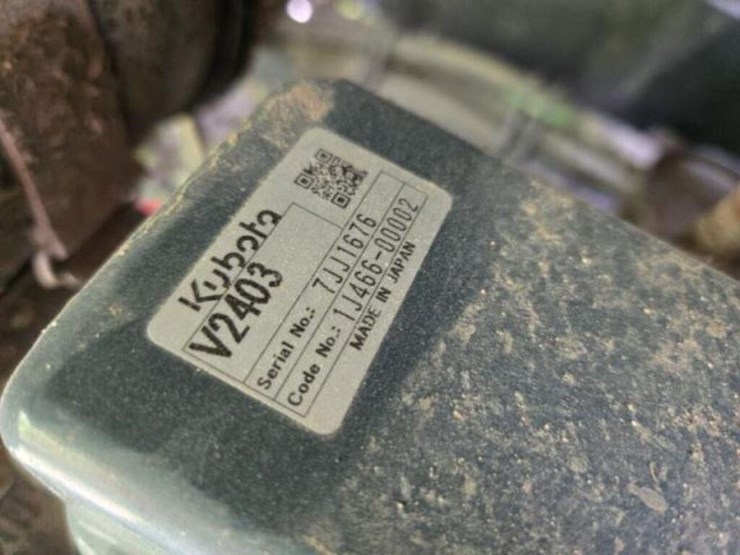 Kubota
V2403
Serial No.: 7JJ1676
Code No.: 1J466-00002
MADE IN JAPAN